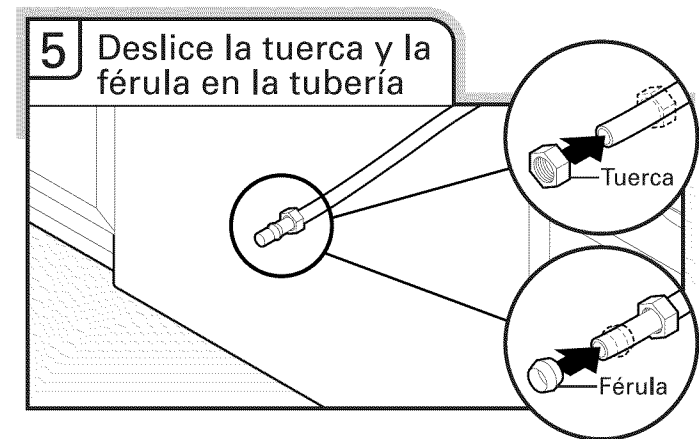 5
Deslice la tuerca y la
férula en la tubería
Tuerca
Férula